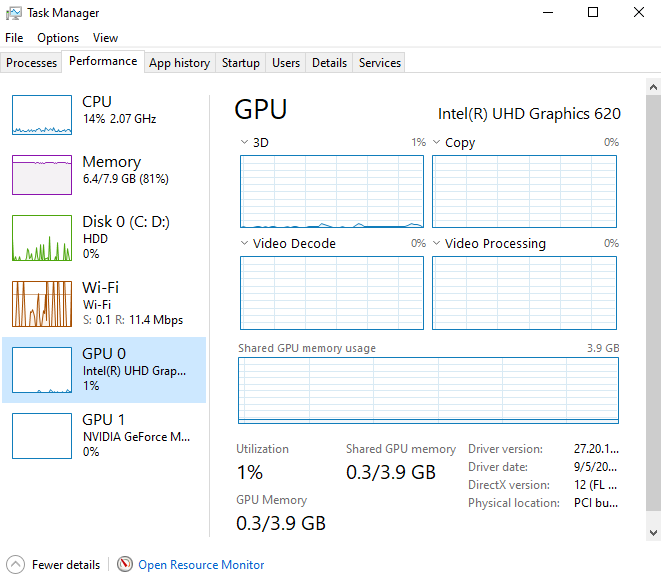 Task Manager
File Options View
Processes Performance App history Startup Users Details Services
CPU
14% 2.07 GHz
Memory
6.4/7.9 GB (81%)
Disk 0 (C: D:)
HDD
0%
Wi-Fi
Wi-Fi
S: 0.1 R: 11.4 Mbps
GPU 0
Intel(R) UHD Grap...
1%
GPU 1
NVIDIA GeForce M...
0%
GPU Intel(R) UHD Graphics 620
3D 1% Copy 0%
Video Decode 0% Video Processing 0%
Shared GPU memory usage 3.9 GB
Utilization
1%
Shared GPU memory
0.3/3.9 GB
GPU Memory
0.3/3.9 GB
Driver version: 27.20.1...
Driver date: 9/5/20...
DirectX version: 12 (FL ...
Physical location: PCI bu...
Fewer details Open Resource Monitor